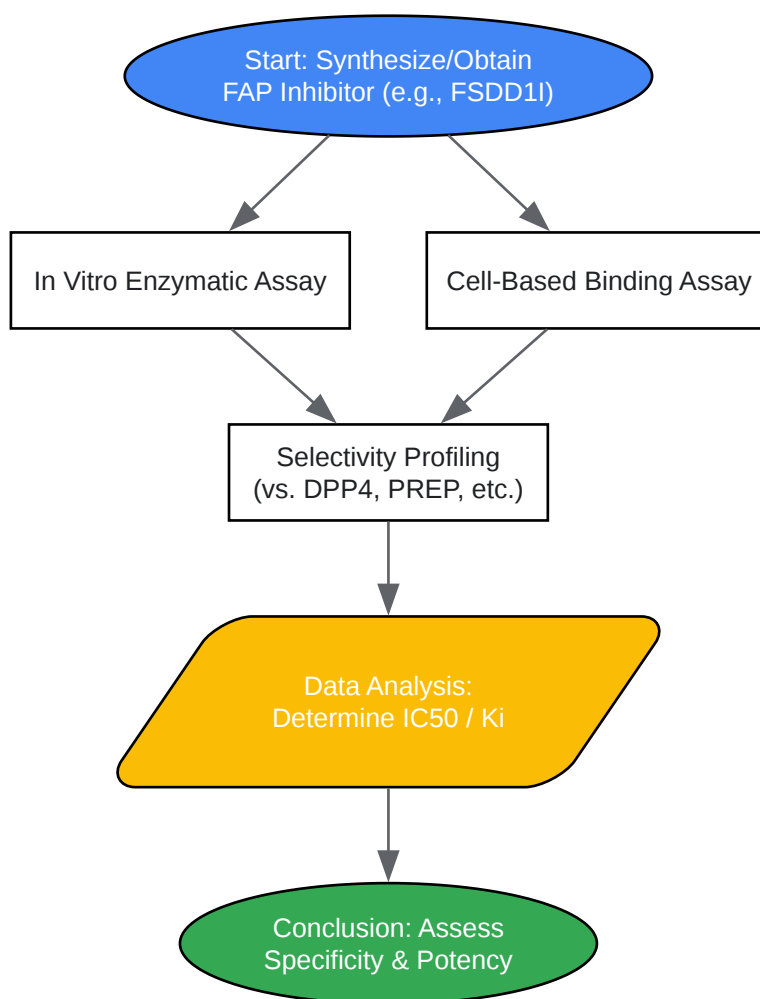 Start: Synthesize/Obtain
FAP Inhibitor (e.g., FSDD1I)
In Vitro Enzymatic Assay
Cell-Based Binding Assay
Selectivity Profiling
(vs. DPP4, PREP, etc.)
Data Analysis:
Determine IC50 / Ki
Conclusion: Assess
Specificity & Potency